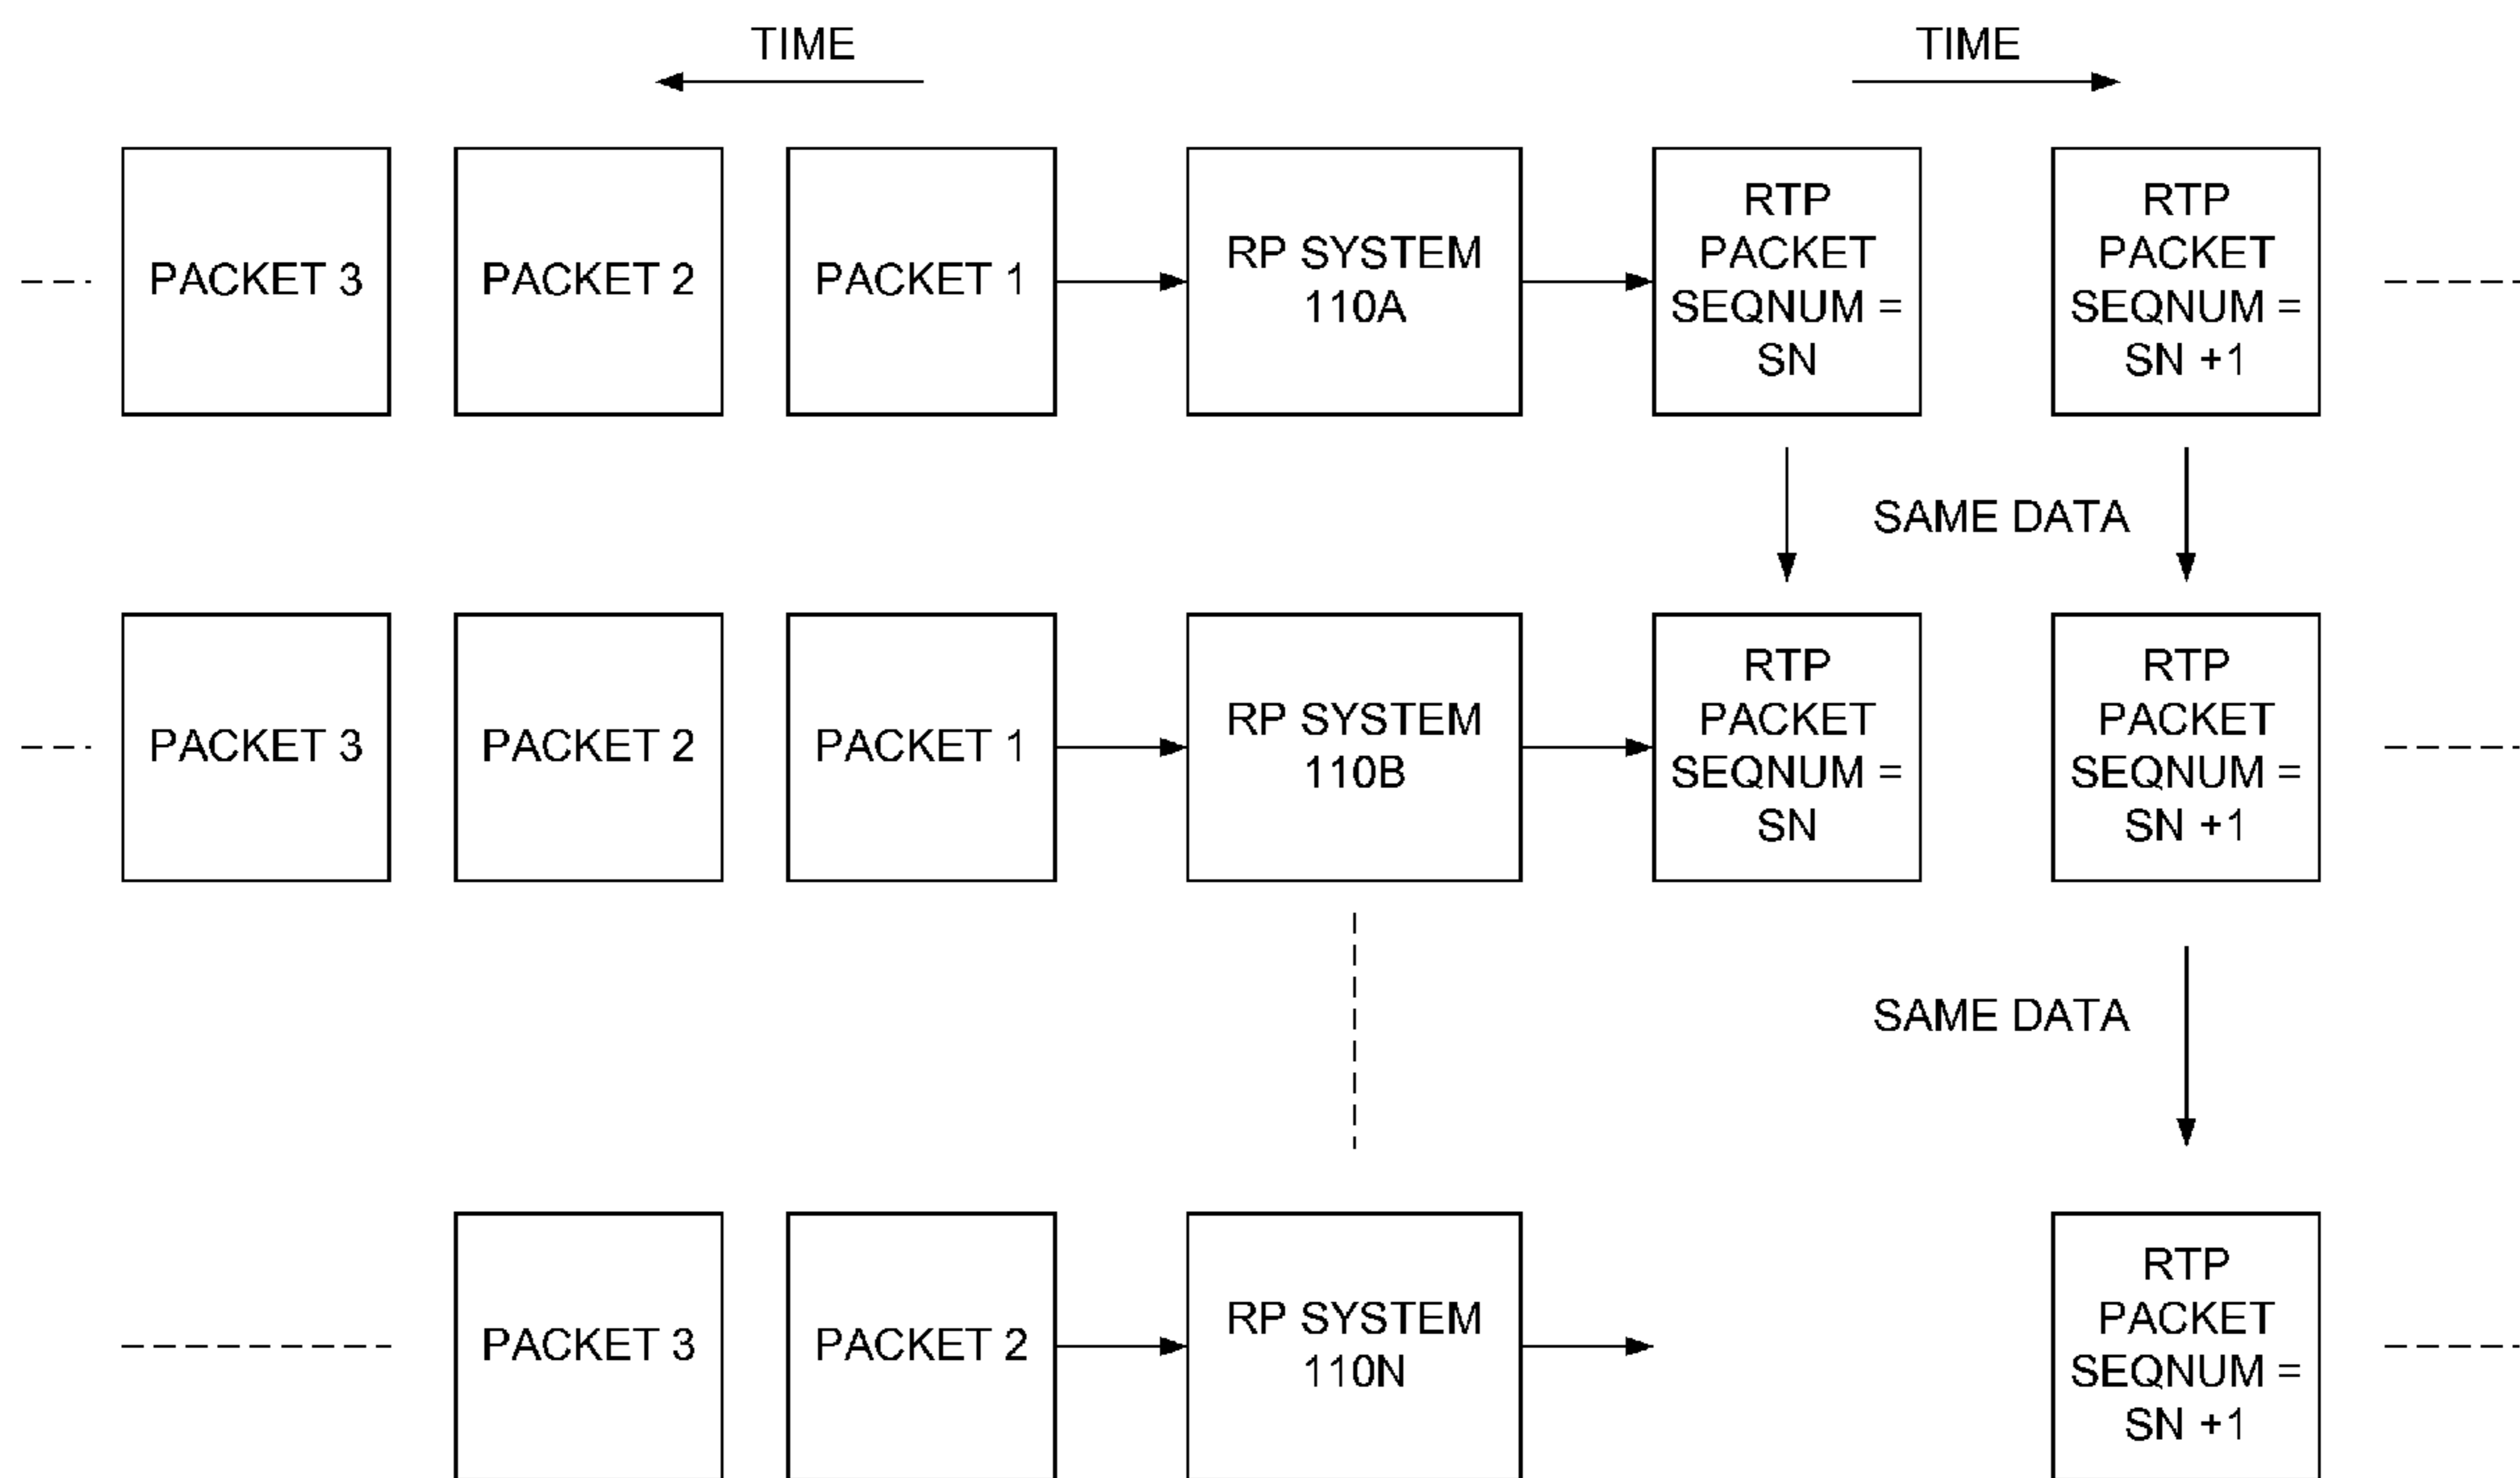 TIME
TIME
PACKET 3
PACKET 2
PACKET 1
RP SYSTEM
110A
RTP
PACKET
SEQNUM =
SN
RTP
PACKET
SEQNUM =
SN +1
SAME DATA
PACKET 3
PACKET 2
PACKET 1
RP SYSTEM
110B
RTP
PACKET
SEQNUM =
SN
RTP
PACKET
SEQNUM =
SN +1
SAME DATA
PACKET 3
PACKET 2
RP SYSTEM
110N
RTP
PACKET
SEQNUM =
SN +1